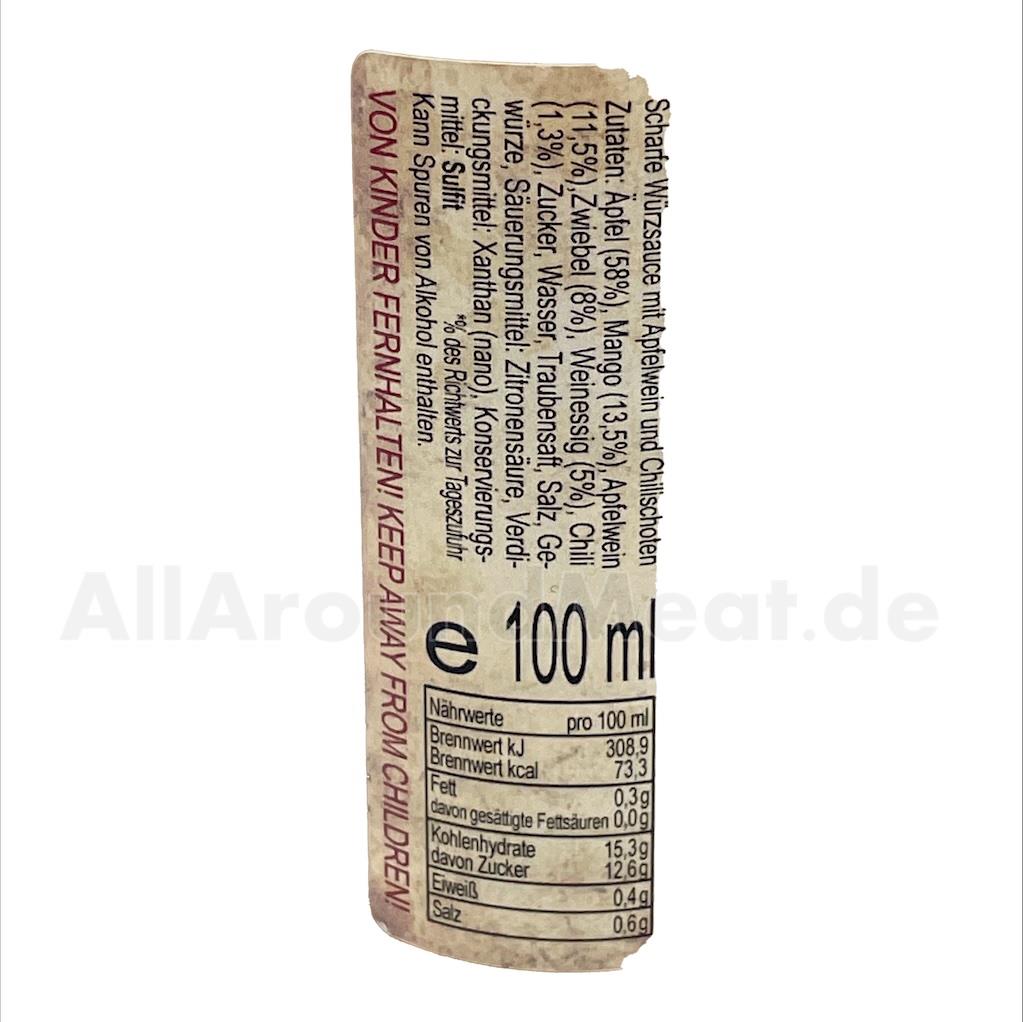 Scharfe Würzsauce mit Apfelwein und Chilischoten
Zutaten: Äpfel (58%), Mango (13,5%), Apfelwein
(11,5%),Zwiebel (8%), Weinessig (5%), Chili
(1,3%), Zucker, Wasser, Traubensaft, Salz, Ge-
würze, Säuerungsmittel: Zitronensäure, Verdi-
ckungsmittel: Xanthan (nano), Konservierungs-
mittel: Sulfit
*% des Richtwerts zur Tageszufuhr
Kann Spuren von Alkohol enthalten.
VON KINDER FERNHALTEN! KEEP AWAY FROM CHILDREN!
e 100 ml
Nährwerte pro 100 ml
Brennwert kJ 308,9
Brennwert kcal 73,3
Fett 0,3g
davon gesättigte Fettsäuren 0,0g
Kohlenhydrate 15,3g
davon Zucker 12,6g
Eiweiß 0,4g
Salz 0,6g
AllAroundMeat.de